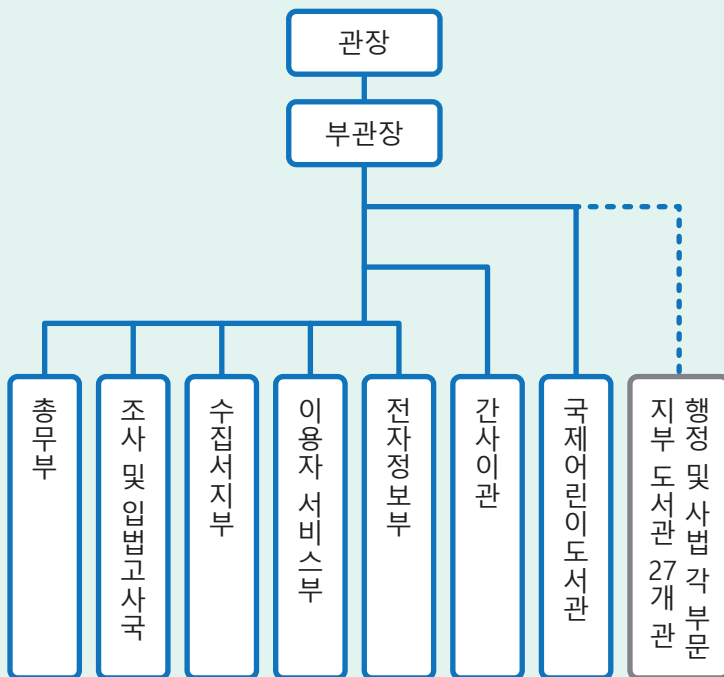 관장
부관장
총무부
조사 및 입법고사국
수집서지부
이용자 서비스부
전자정보부
간사이관
국제어린이도서관
행정 및 사법 각 부문
지부 도서관 27개 관